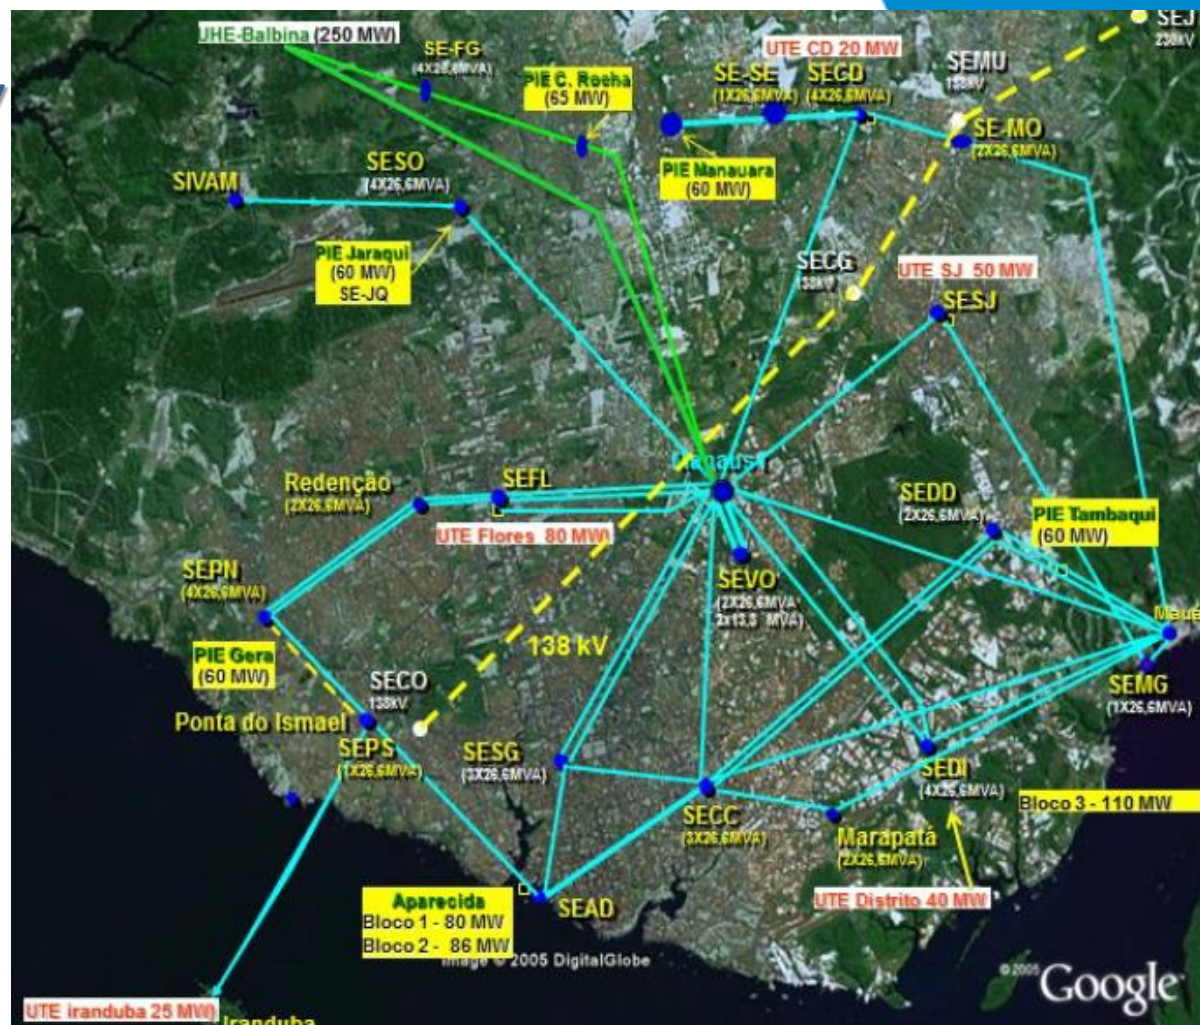 UHE-Balbina (250 MW)
SE-FG
(4X26,6MVA)
PIE C. Rocha
(65 MW)
UTE CD 20 MW
SE-SE
(1X26,6MVA)
SECD
(4X26,6MVA)
SEMU
138kV
SEJ
230kV
SE-MO
(2X26,6MVA)
PIE Manauara
(60 MW)
SIVAM
SESO
(4X26,6MVA)
PIE Jaraqui
(60 MW)
SE-JQ
SECG
138kV
UTE SJ 50 MW
SESJ
Manaus
Redenção
(2X26,6MVA)
SEFL
UTE Flores 80 MW
SEDD
(2X26,6MVA)
PIE Tambaqui
(60 MW)
SEPN
(4X26,6MVA)
SEVO
(2X26,6MVA
2x13,3 MVA)
Maua
138 kV
PIE Gera
(60 MW)
SECO
138kV
SEMG
(1X26,6MVA)
Ponta do Ismael
SEPS
(1X26,6MVA)
SESG
(3X26,6MVA)
SEDI
(4X26,6MVA)
Bloco 3 - 110 MW
SECC
(3X26,6MVA)
Marapatá
(2X26,6MVA)
UTE Distrito 40 MW
Aparecida
Bloco 1 - 80 MW
Bloco 2 - 86 MW
SEAD
Image © 2005 DigitalGlobe
© 2005 Google
UTE iranduba 25 MW
Iranduba